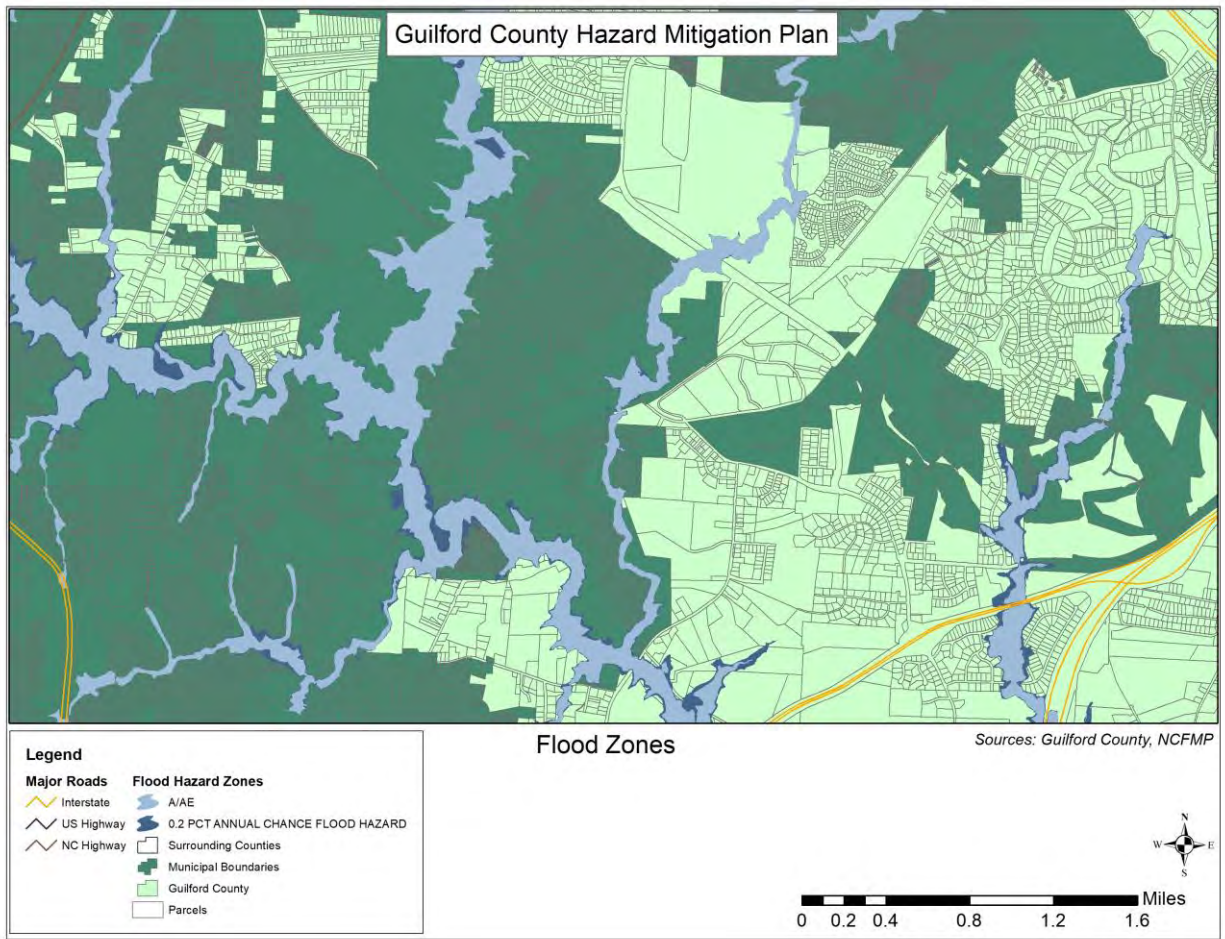 Guilford County Hazard Mitigation Plan
Flood Zones
Sources: Guilford County, NCFMP
Legend
Major Roads
Interstate
US Highway
NC Highway
Flood Hazard Zones
A/AE
0.2 PCT ANNUAL CHANCE FLOOD HAZARD
Surrounding Counties
Municipal Boundaries
Guilford County
Parcels
N
W E
S
Miles
0 0.2 0.4 0.8 1.2 1.6